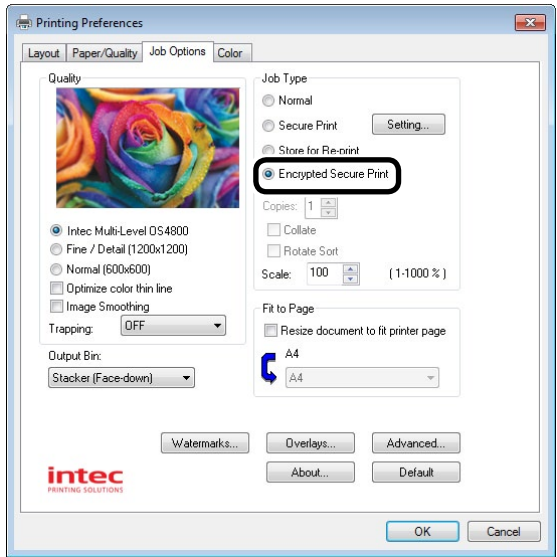 Printing Preferences
Layout Paper/Quality Job Options Color
Quality
Intec Multi-Level OS4800
Fine / Detail (1200x1200)
Normal (600x600)
Optimize color thin line
Image Smoothing
Trapping: OFF
Output Bin:
Stacker (Face-down)
Job Type
Normal
Secure Print Setting...
Store for Re-print
Encrypted Secure Print
Copies: 1
Collate
Rotate Sort
Scale: 100 (1-1000 %)
Fit to Page
Resize document to fit printer page
A4
A4
Watermarks... Overlays... Advanced...
About... Default
intec
PRINTING SOLUTIONS
OK Cancel